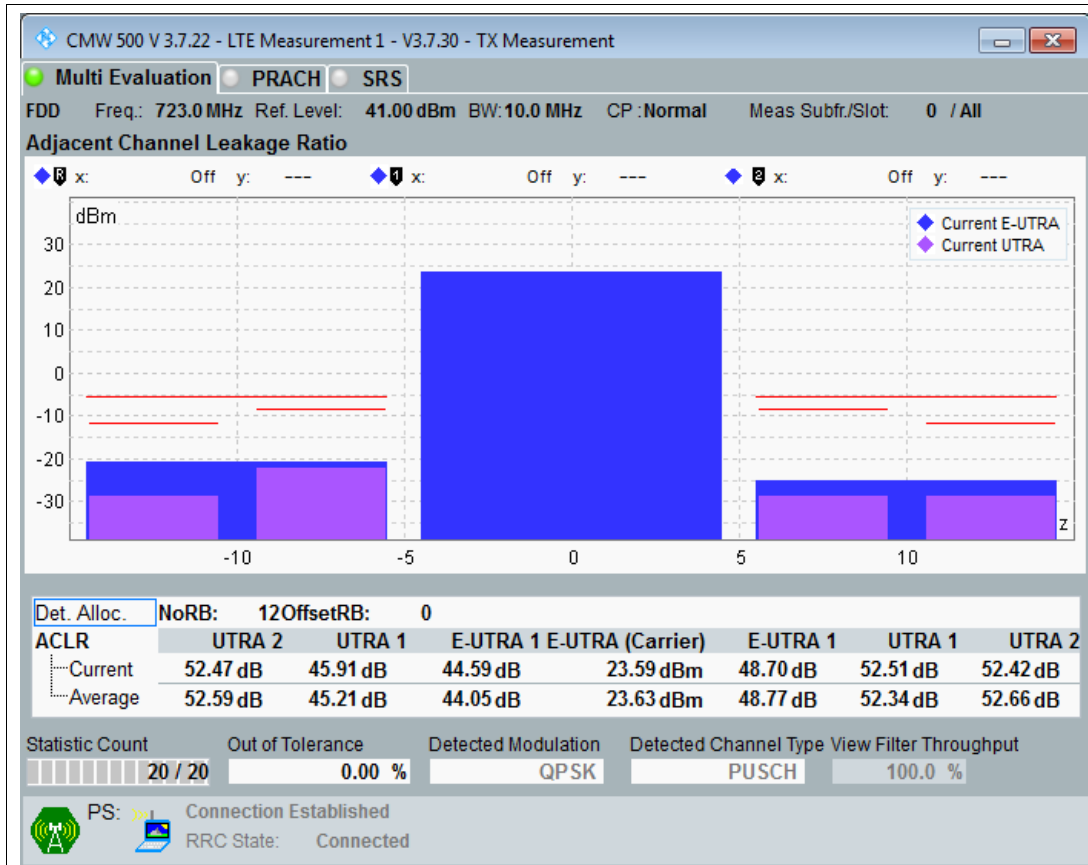 CMW 500 V 3.7.22 - LTE Measurement 1 - V3.7.30 - TX Measurement
Multi Evaluation PRACH SRS
FDD Freq.: 723.0 MHz Ref. Level: 41.00 dBm BW: 10.0 MHz CP : Normal Meas Subfr./Slot: 0 / All
Adjacent Channel Leakage Ratio
R x: Off y: --- 1 x: Off y: --- 2 x: Off y: ---
dBm
Current E-UTRA
Current UTRA
30
20
10
0
-10
-20
-30
z
-10 -5 0 5 10
Det. Alloc. NoRB: 12 OffsetRB: 0
ACLR UTRA 2 UTRA 1 E-UTRA 1 E-UTRA (Carrier) E-UTRA 1 UTRA 1 UTRA 2
Current 52.47 dB 45.91 dB 44.59 dB 23.59 dBm 48.70 dB 52.51 dB 52.42 dB
Average 52.59 dB 45.21 dB 44.05 dB 23.63 dBm 48.77 dB 52.34 dB 52.66 dB
Statistic Count Out of Tolerance Detected Modulation Detected Channel Type View Filter Throughput
20 / 20 0.00 % QPSK PUSCH 100.0 %
PS: Connection Established
RRC State: Connected